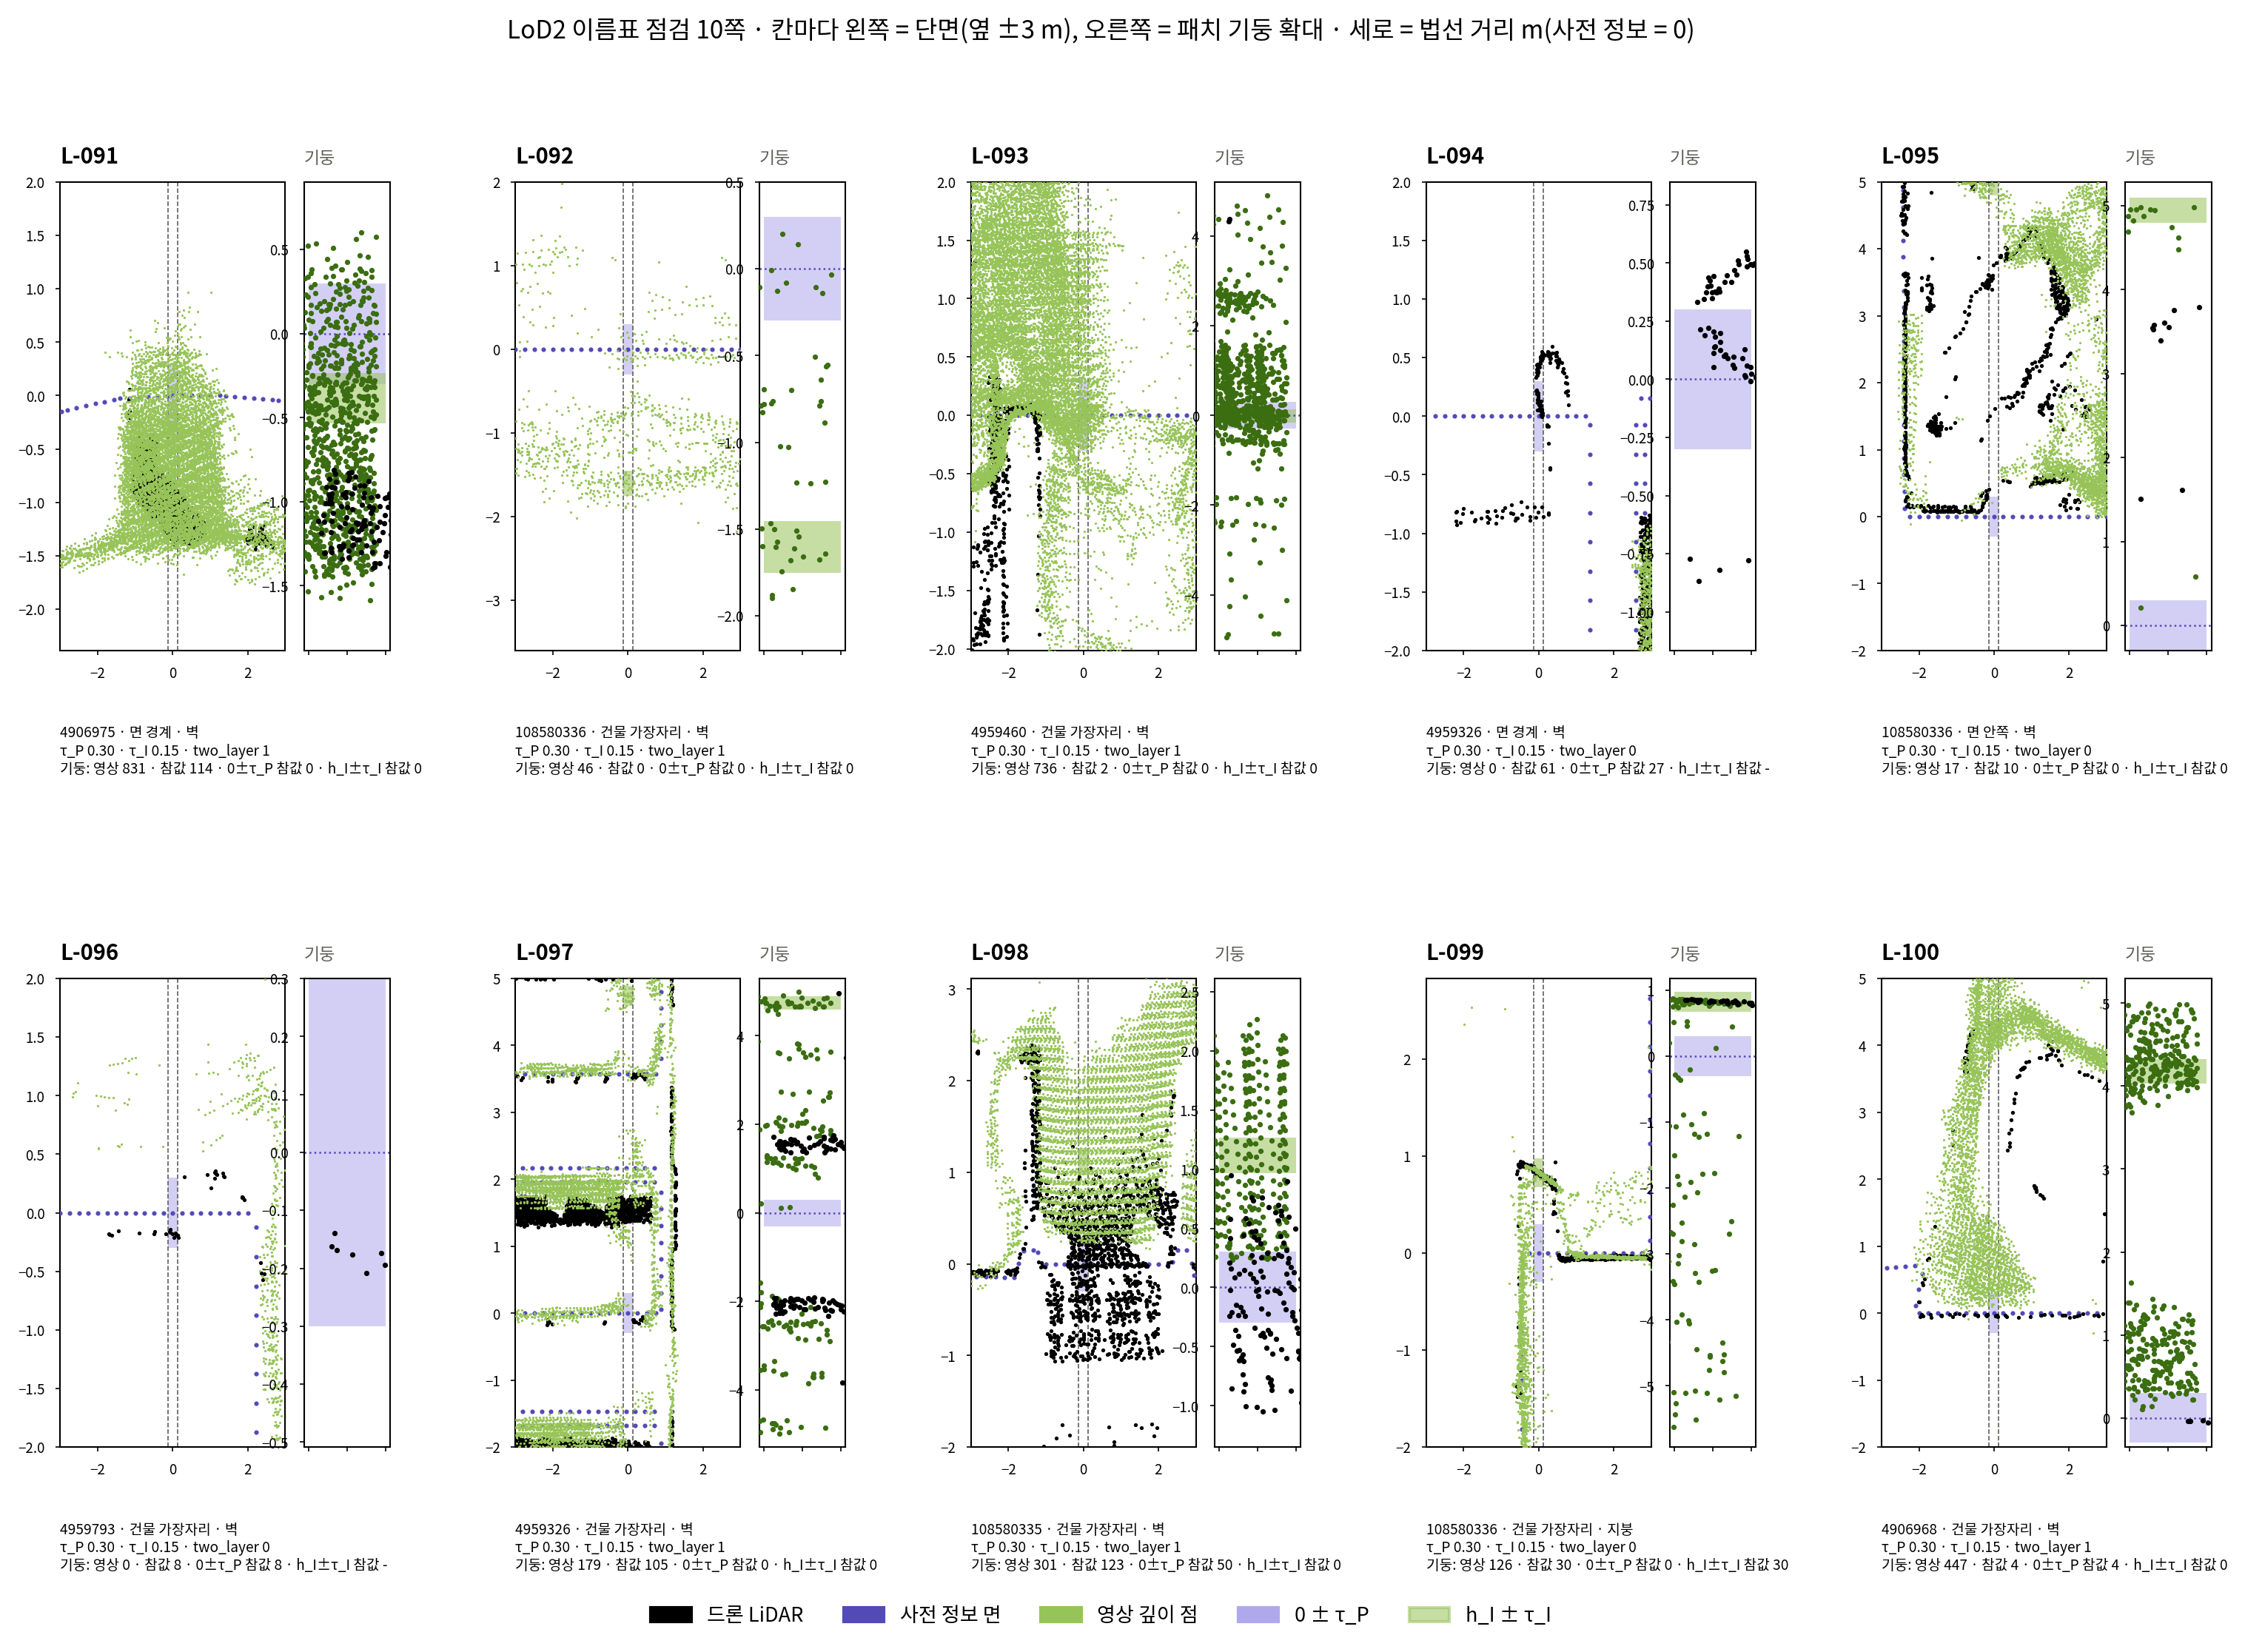 LoD2 이름표 점검 10쪽 · 칸마다 왼쪽 = 단면(옆 ±3 m), 오른쪽 = 패치 기둥 확대 · 세로 = 법선 거리 m(사전 정보 = 0)
L-091 기둥
4906975 · 면 경계 · 벽
τ_P 0.30 · τ_I 0.15 · two_layer 1
기둥: 영상 831 · 참값 114 · 0±τ_P 참값 0 · h_I±τ_I 참값 0
L-092 기둥
108580336 · 건물 가장자리 · 벽
τ_P 0.30 · τ_I 0.15 · two_layer 1
기둥: 영상 46 · 참값 0 · 0±τ_P 참값 0 · h_I±τ_I 참값 0
L-093 기둥
4959460 · 건물 가장자리 · 벽
τ_P 0.30 · τ_I 0.15 · two_layer 1
기둥: 영상 736 · 참값 2 · 0±τ_P 참값 0 · h_I±τ_I 참값 0
L-094 기둥
4959326 · 면 경계 · 벽
τ_P 0.30 · τ_I 0.15 · two_layer 0
기둥: 영상 0 · 참값 61 · 0±τ_P 참값 27 · h_I±τ_I 참값 -
L-095 기둥
108580336 · 면 안쪽 · 벽
τ_P 0.30 · τ_I 0.15 · two_layer 0
기둥: 영상 17 · 참값 10 · 0±τ_P 참값 0 · h_I±τ_I 참값 0
L-096 기둥
4959793 · 건물 가장자리 · 벽
τ_P 0.30 · τ_I 0.15 · two_layer 0
기둥: 영상 0 · 참값 8 · 0±τ_P 참값 8 · h_I±τ_I 참값 -
L-097 기둥
4959326 · 건물 가장자리 · 벽
τ_P 0.30 · τ_I 0.15 · two_layer 1
기둥: 영상 179 · 참값 105 · 0±τ_P 참값 0 · h_I±τ_I 참값 0
L-098 기둥
108580335 · 건물 가장자리 · 벽
τ_P 0.30 · τ_I 0.15 · two_layer 1
기둥: 영상 301 · 참값 123 · 0±τ_P 참값 50 · h_I±τ_I 참값 0
L-099 기둥
108580336 · 건물 가장자리 · 지붕
τ_P 0.30 · τ_I 0.15 · two_layer 0
기둥: 영상 126 · 참값 30 · 0±τ_P 참값 0 · h_I±τ_I 참값 30
L-100 기둥
4906968 · 건물 가장자리 · 벽
τ_P 0.30 · τ_I 0.15 · two_layer 1
기둥: 영상 447 · 참값 4 · 0±τ_P 참값 4 · h_I±τ_I 참값 0
드론 LiDAR 사전 정보 면 영상 깊이 점 0 ± τ_P h_I ± τ_I